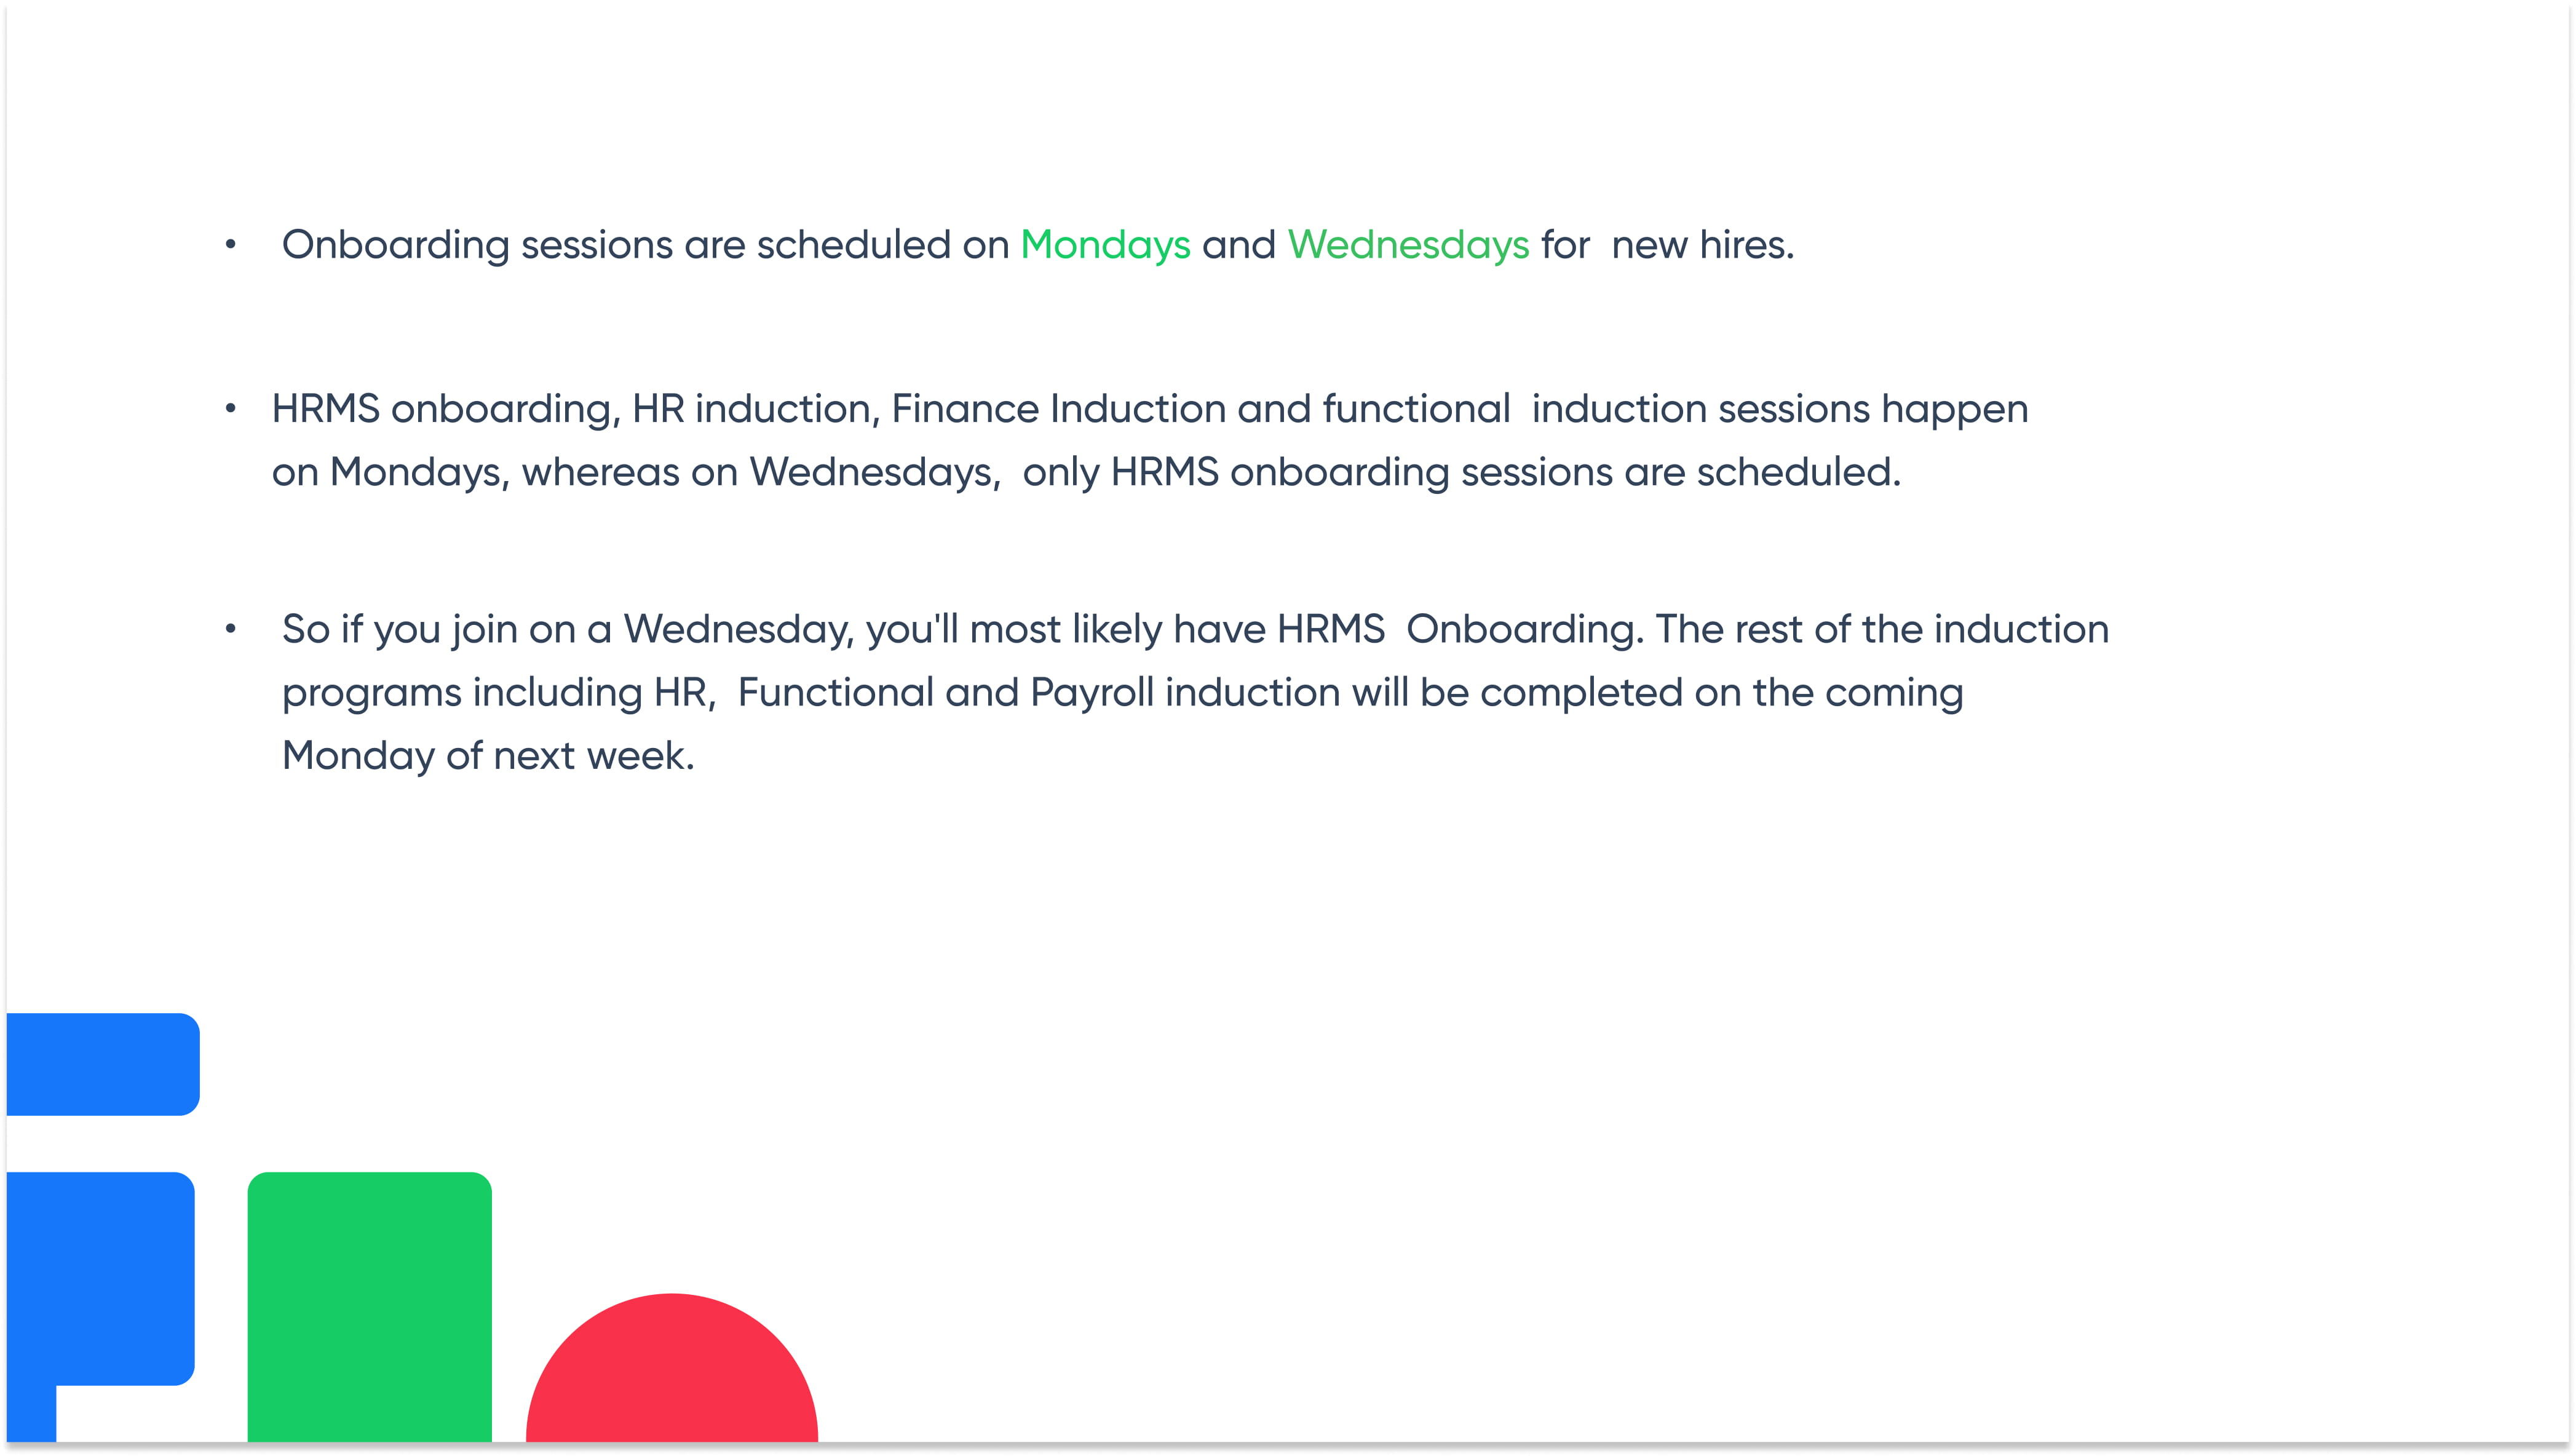 • Onboarding sessions are scheduled on Mondays and Wednesdays for  new hires.
• HRMS onboarding, HR induction, Finance Induction and functional  induction sessions happen
on Mondays, whereas on Wednesdays,  only HRMS onboarding sessions are scheduled.
• So if you join on a Wednesday, you'll most likely have HRMS  Onboarding. The rest of the induction
programs including HR,  Functional and Payroll induction will be completed on the coming
Monday of next week.